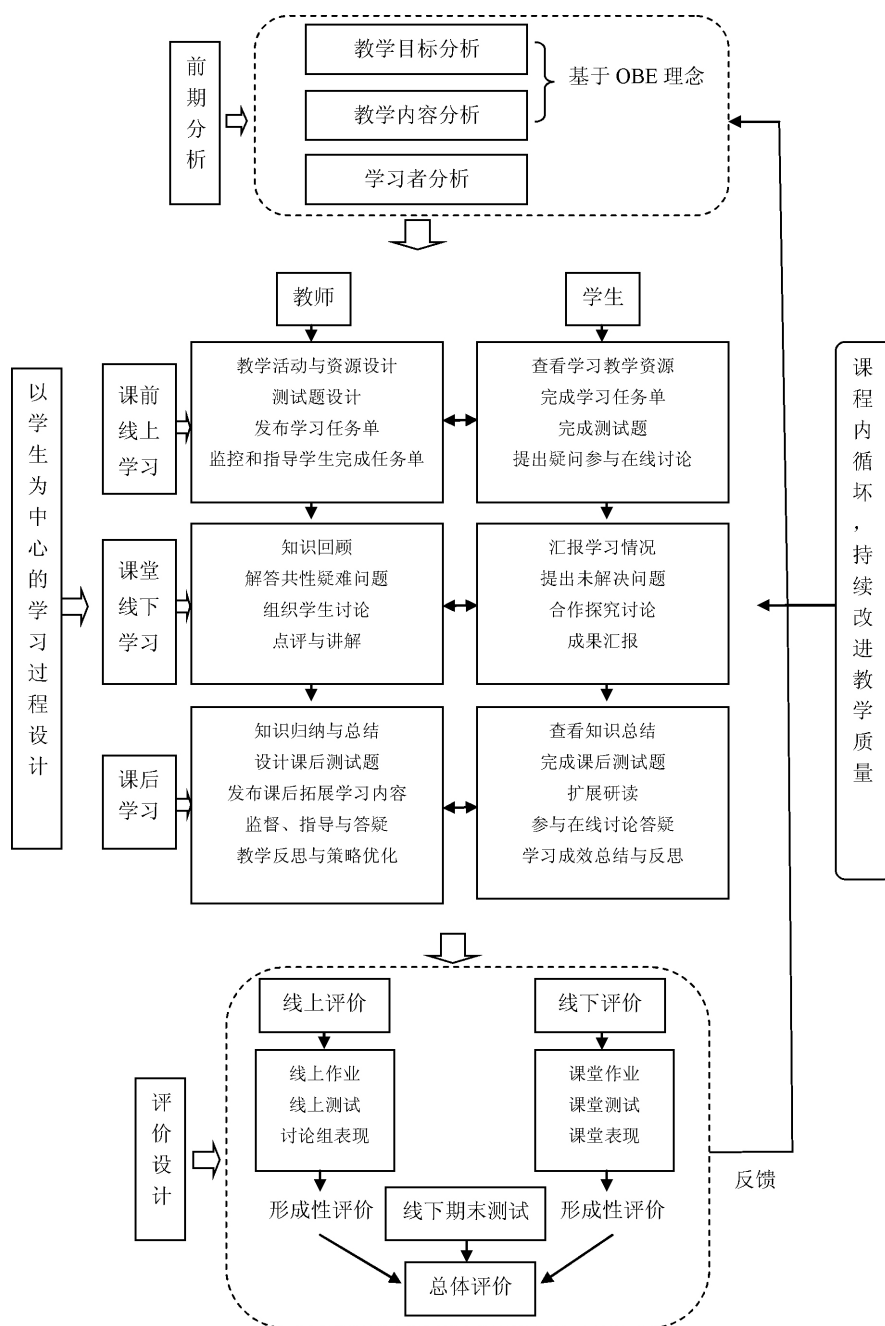 前期分析
教学目标分析
教学内容分析
学习者分析
基于 OBE 理念
教师
学生
以学生为中心的学习过程设计
课前
线上
学习
教学活动与资源设计
测试题设计
发布学习任务单
监控和指导学生完成任务单
查看学习教学资源
完成学习任务单
完成测试题
提出疑问参与在线讨论
课堂
线下
学习
知识回顾
解答共性疑难问题
组织学生讨论
点评与讲解
汇报学习情况
提出未解决问题
合作探究讨论
成果汇报
课后
学习
知识归纳与总结
设计课后测试题
发布课后拓展学习内容
监督、指导与答疑
教学反思与策略优化
查看知识总结
完成课后测试题
扩展研读
参与在线讨论答疑
学习成效总结与反思
课程内循坏，持续改进教学质量
评价设计
线上评价
线下评价
线上作业
线上测试
讨论组表现
课堂作业
课堂测试
课堂表现
形成性评价
线下期末测试
形成性评价
总体评价
反馈